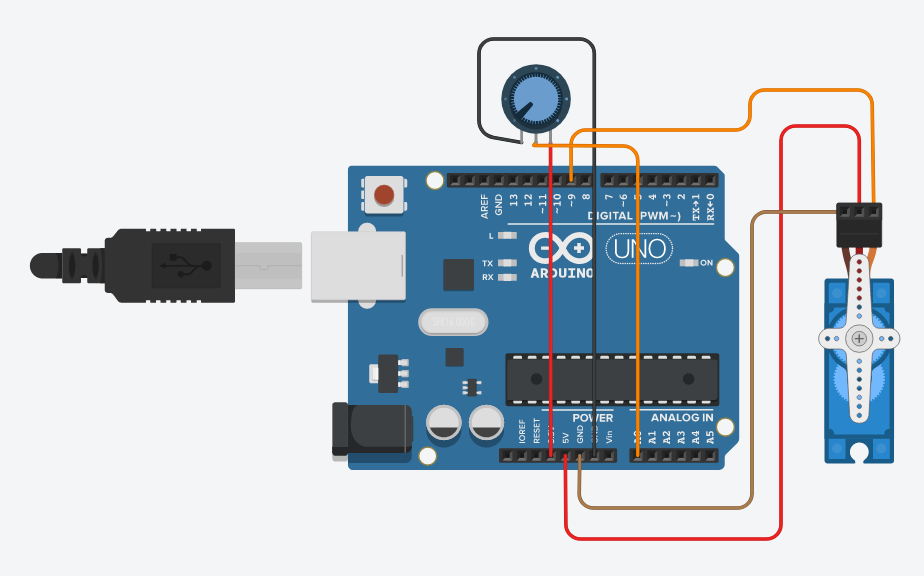 AREF
GND
13
12
~11
~10
~9
8
7
~6
5
4
~3
2
TX→1
RX←0
DIGITAL (PWM~)
L
TX
RX
ARDUINO
UNO
ON
POWER
ANALOG IN
IOREF
RESET
5V
GND
GND
Vin
A0
A1
A2
A3
A4
A5